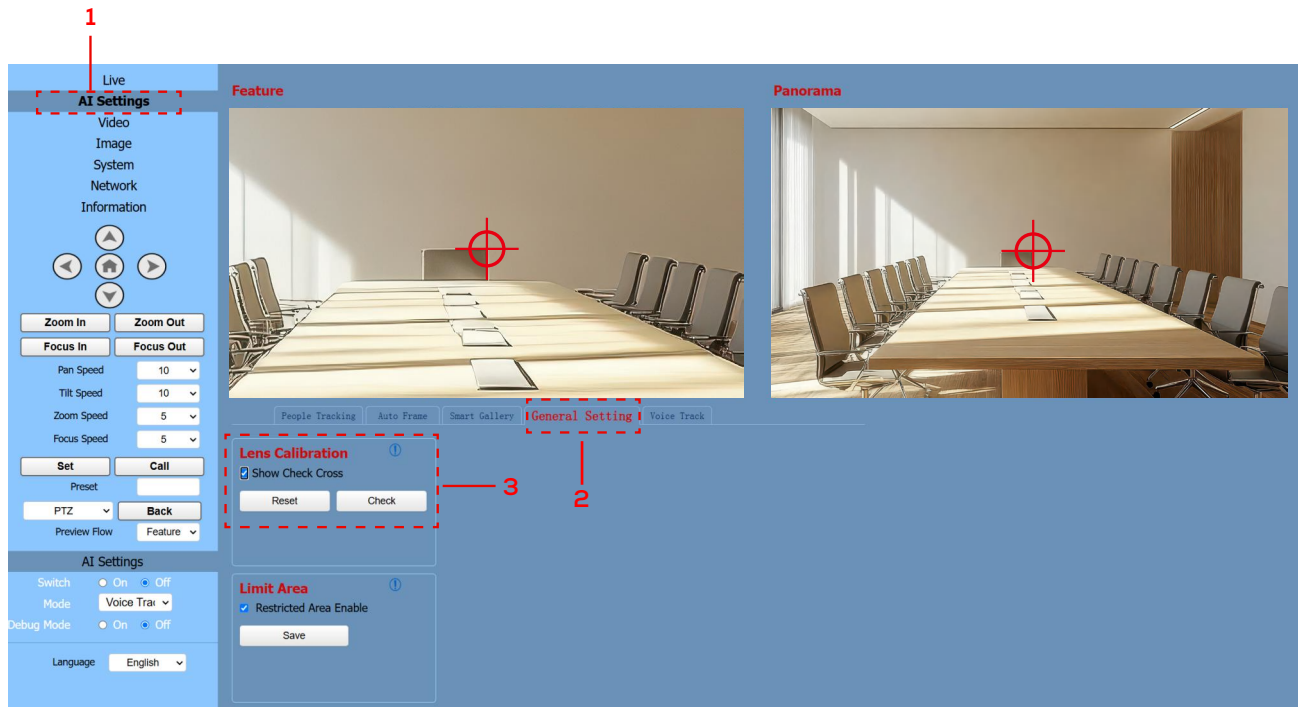 1
Live
AI Settings
Video
Image
System
Network
Information
Zoom In Zoom Out
Focus In Focus Out
Pan Speed 10
Tilt Speed 10
Zoom Speed 5
Focus Speed 5
Set Call
Preset
PTZ Back
Preview Flow Feature
AI Settings
Switch On Off
Mode Voice Trac
Debug Mode On Off
Language English
Feature
Panorama
People Tracking Auto Frame Smart Gallery General Setting Voice Track
2
Lens Calibration
Show Check Cross
Reset Check
3
Limit Area
Restricted Area Enable
Save